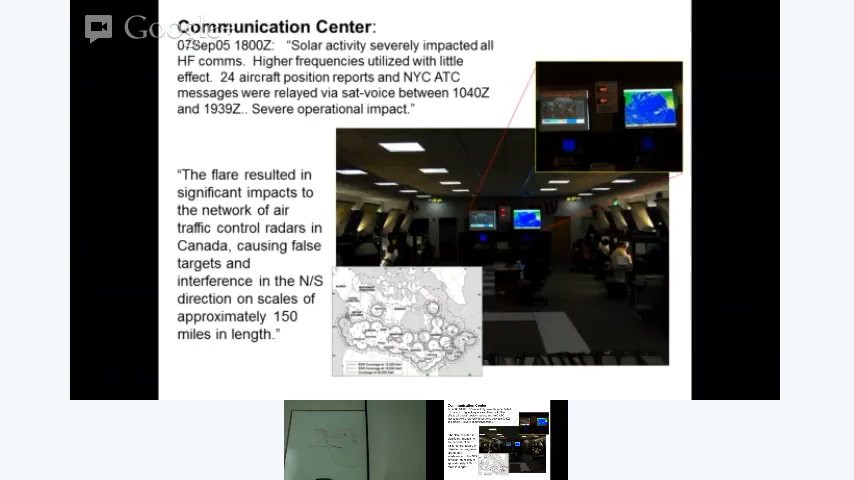 Google+
Communication Center:
07Sep05 1800Z: “Solar activity severely impacted all
HF comms. Higher frequencies utilized with little
effect. 24 aircraft position reports and NYC ATC
messages were relayed via sat-voice between 1040Z
and 1939Z.. Severe operational impact.”
“The flare resulted in
significant impacts to
the network of air
traffic control radars in
Canada, causing false
targets and
interference in the N/S
direction on scales of
approximately 150
miles in length.”